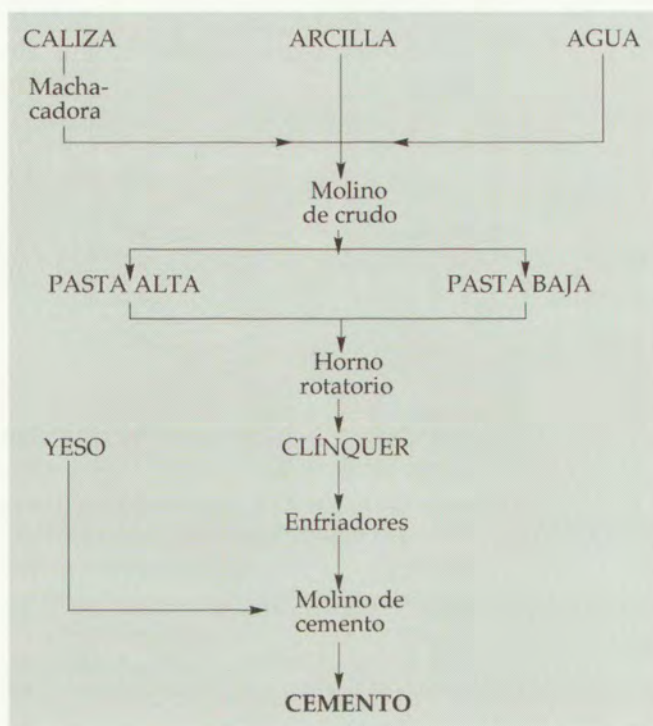 CALIZA
ARCILLA
AGUA
Macha-
cadora
Molino
de crudo
PASTA ALTA
PASTA BAJA
Horno
rotatorio
YESO
CLÍNQUER
Enfriadores
Molino de
cemento
CEMENTO